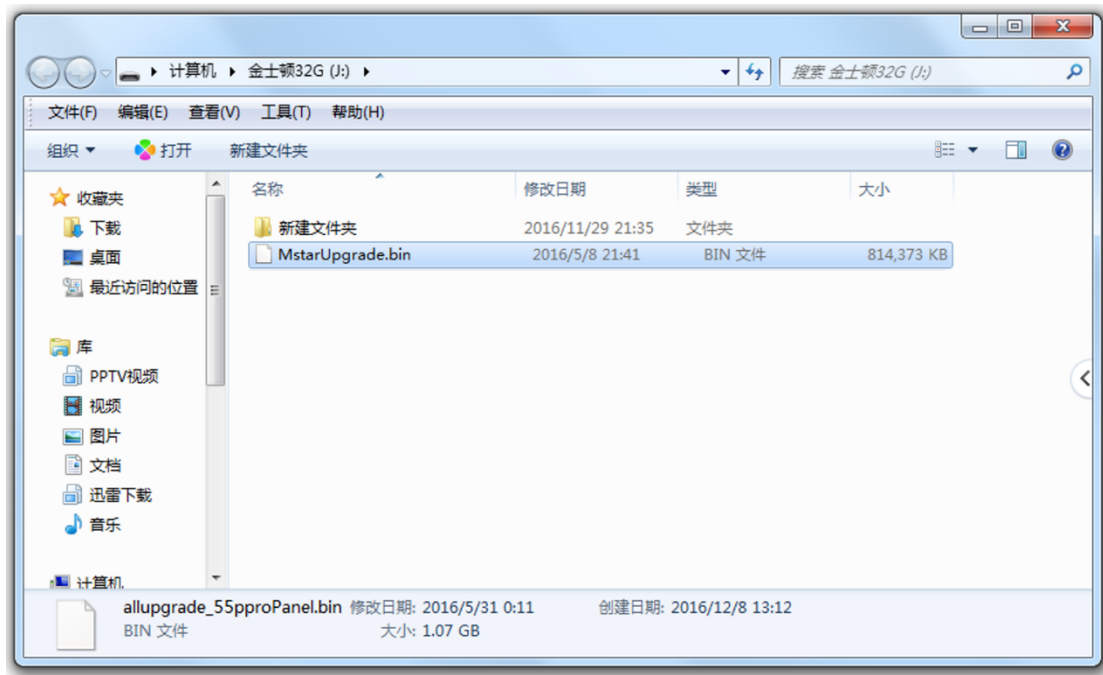 计算机 金士顿32G (J:)
搜索 金士顿32G (J:)
文件(F) 编辑(E) 查看(V) 工具(T) 帮助(H)
组织 打开 新建文件夹
名称 修改日期 类型 大小
新建文件夹 2016/11/29 21:35 文件夹
MstarUpgrade.bin 2016/5/8 21:41 BIN 文件 814,373 KB
收藏夹
下载
桌面
最近访问的位置
库
PPTV视频
视频
图片
文档
迅雷下载
音乐
计算机
allupgrade_55pproPanel.bin 修改日期: 2016/5/31 0:11 创建日期: 2016/12/8 13:12
BIN 文件 大小: 1.07 GB